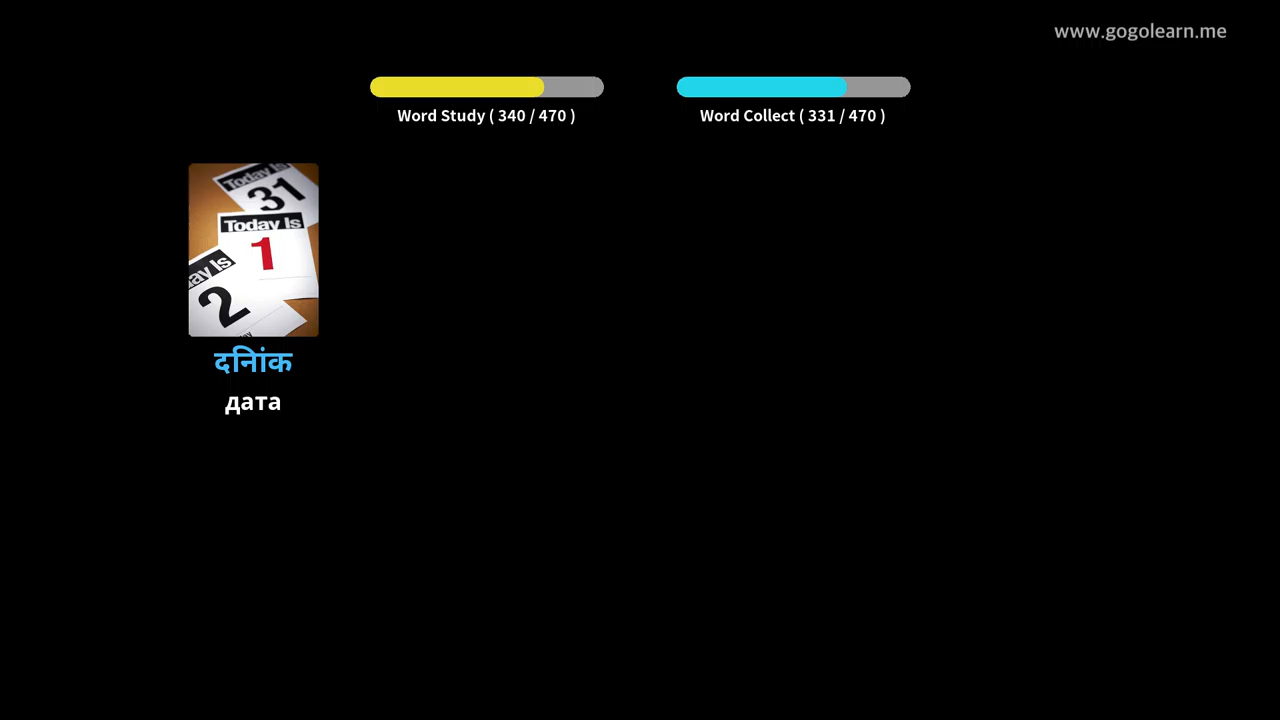 www.gogolearn.me
Word Study ( 340 / 470 )
Word Collect ( 331 / 470 )
Today Is
31
Today Is
1
ay Is
2
दिनांक
дата